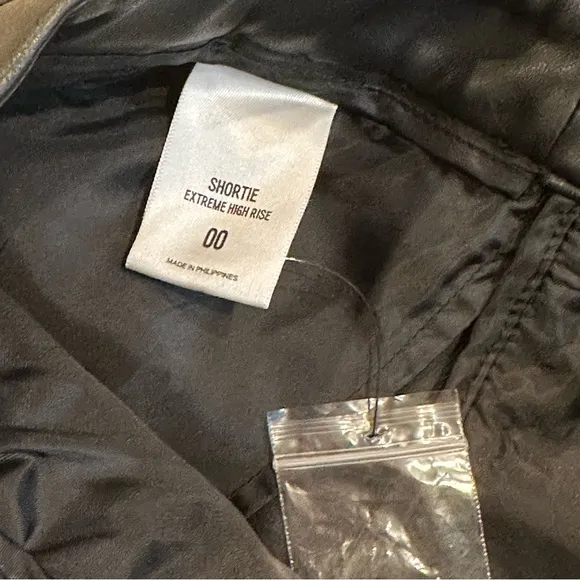 SHORTIE
EXTREME HIGH RISE
00
MADE IN PHILIPPINES